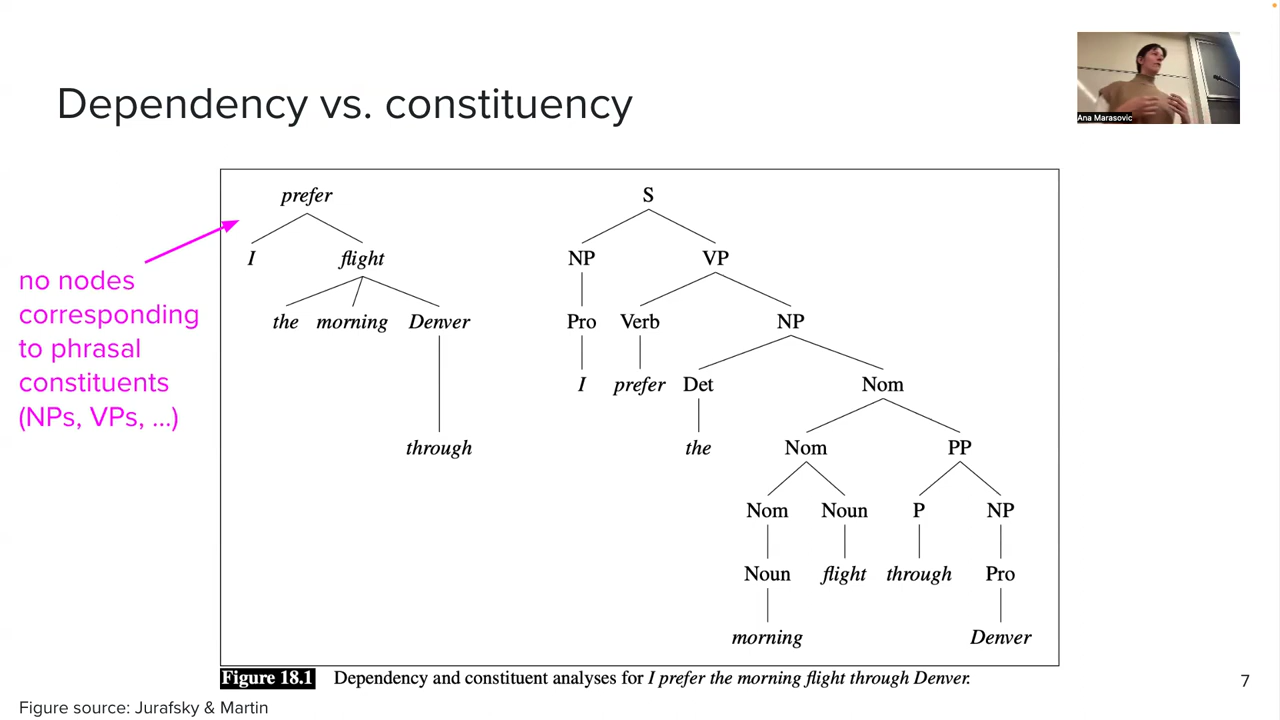 Dependency vs. constituency
Ana Marasovic
no nodes
corresponding
to phrasal
constituents
(NPs, VPs, ...)
prefer
I flight
the morning Denver
through
S
NP VP
Pro Verb NP
I prefer Det Nom
the Nom PP
Nom Noun P NP
Noun flight through Pro
morning Denver
Figure 18.1 Dependency and constituent analyses for I prefer the morning flight through Denver.
Figure source: Jurafsky & Martin
7